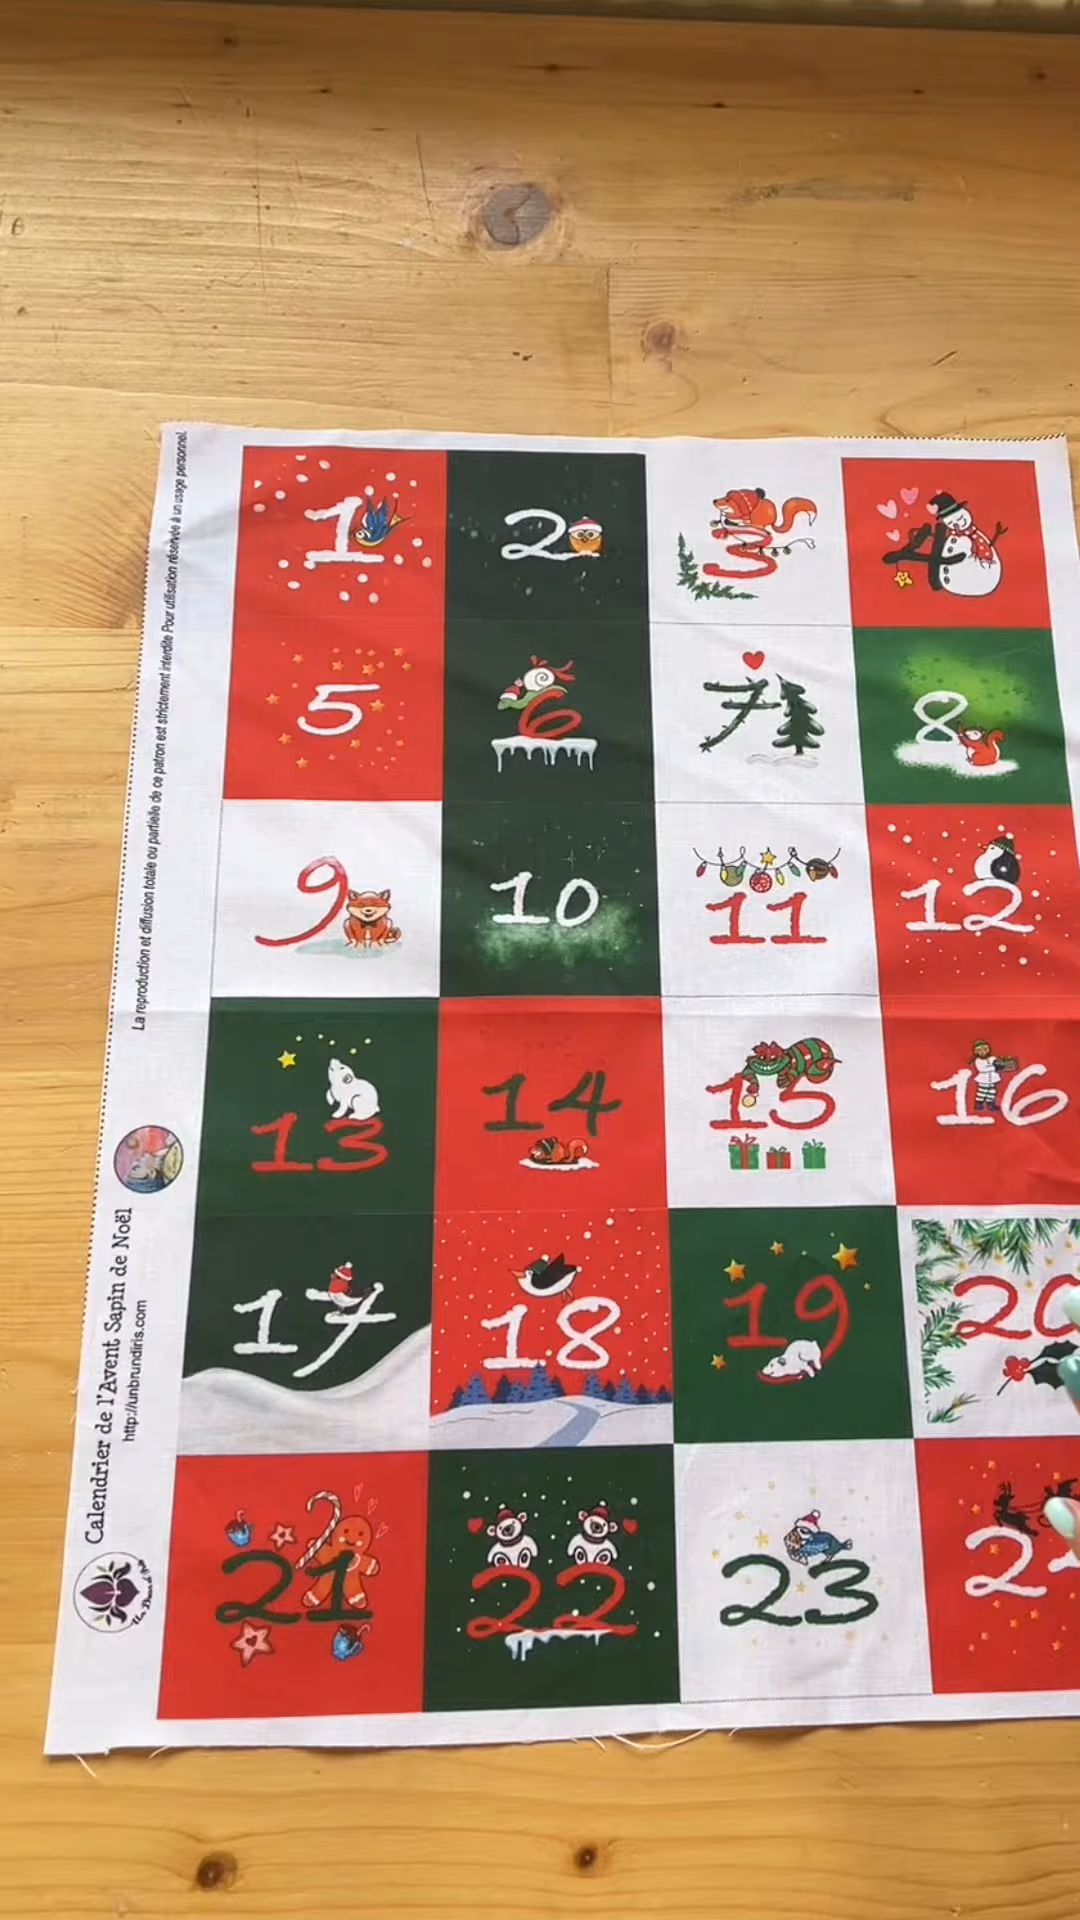 1 2 3 4
5 6 7 8
9 10 11 12
13 14 15 16
17 18 19 20
21 22 23
La reproduction et diffusion totale ou partielle de ce patron est strictement interdite Pour utilisation réservée à un usage personnel.
Calendrier de l'Avent Sapin de Noël
http://unbrundiris.com